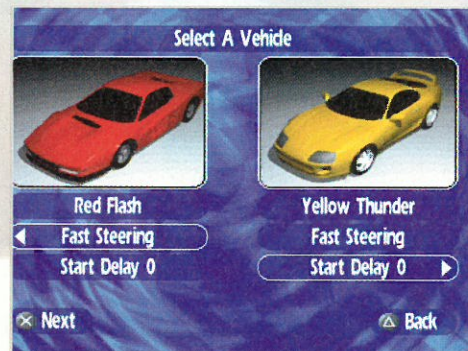 Select A Vehicle
Red Flash
Fast Steering
Start Delay 0
Yellow Thunder
Fast Steering
Start Delay 0
Next
Back